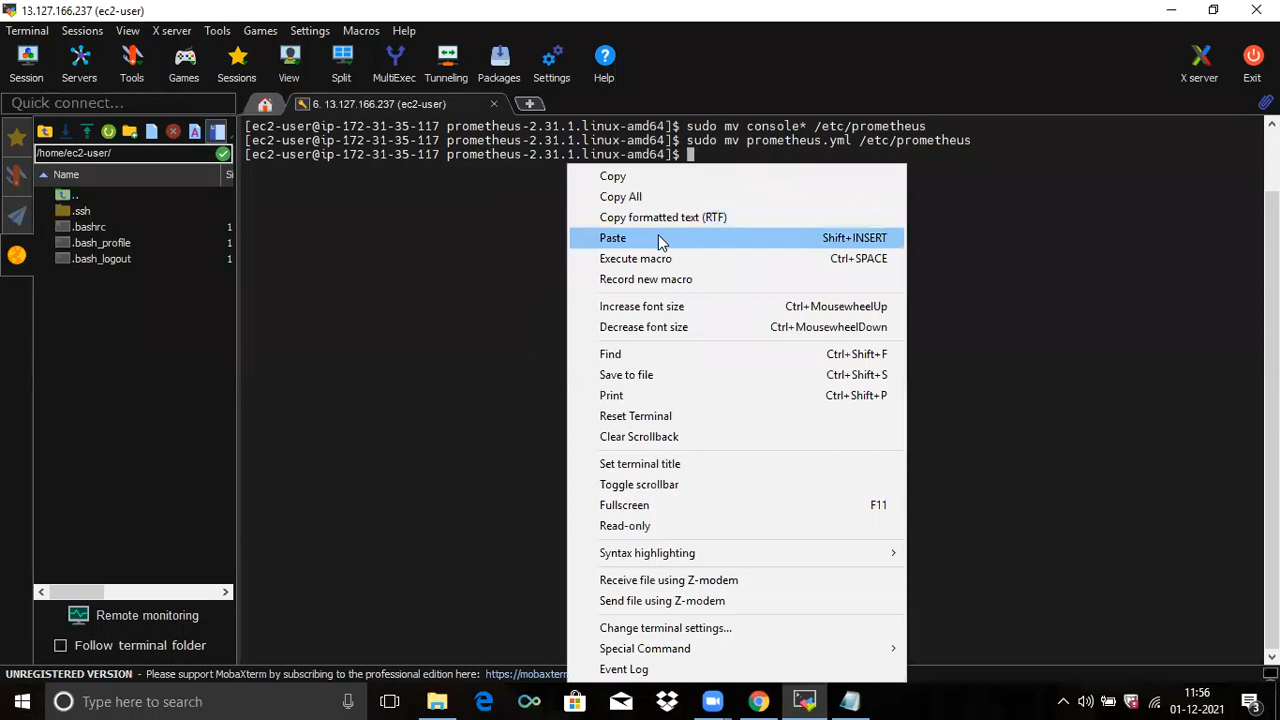 13.127.166.237 (ec2-user)
Terminal Sessions View X server Tools Games Settings Macros Help
Session Servers Tools Games Sessions View Split MultiExec Tunneling Packages Settings Help X server Exit
Quick connect...
6. 13.127.166.237 (ec2-user)
/home/ec2-user/
Name Si
..
.ssh
.bashrc 1
.bash_profile 1
.bash_logout 1
Remote monitoring
Follow terminal folder
[ec2-user@ip-172-31-35-117 prometheus-2.31.1.linux-amd64]$ sudo mv console* /etc/prometheus
[ec2-user@ip-172-31-35-117 prometheus-2.31.1.linux-amd64]$ sudo mv prometheus.yml /etc/prometheus
[ec2-user@ip-172-31-35-117 prometheus-2.31.1.linux-amd64]$
Copy
Copy All
Copy formatted text (RTF)
Paste Shift+INSERT
Execute macro Ctrl+SPACE
Record new macro
Increase font size Ctrl+MousewheelUp
Decrease font size Ctrl+MousewheelDown
Find Ctrl+Shift+F
Save to file Ctrl+Shift+S
Print Ctrl+Shift+P
Reset Terminal
Clear Scrollback
Set terminal title
Toggle scrollbar
Fullscreen F11
Read-only
Syntax highlighting
Receive file using Z-modem
Send file using Z-modem
Change terminal settings...
Special Command
Event Log
UNREGISTERED VERSION - Please support MobaXterm by subscribing to the professional edition here: https://mobaxterm
Type here to search
11:56
01-12-2021
3